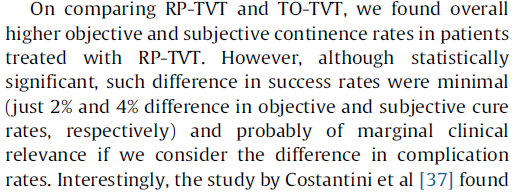 On comparing RP-TVT and TO-TVT, we found overall
higher objective and subjective continence rates in patients
treated with RP-TVT. However, although statistically
significant, such difference in success rates were minimal
(just 2% and 4% difference in objective and subjective cure
rates, respectively) and probably of marginal clinical
relevance if we consider the difference in complication
rates. Interestingly, the study by Costantini et al [37] found